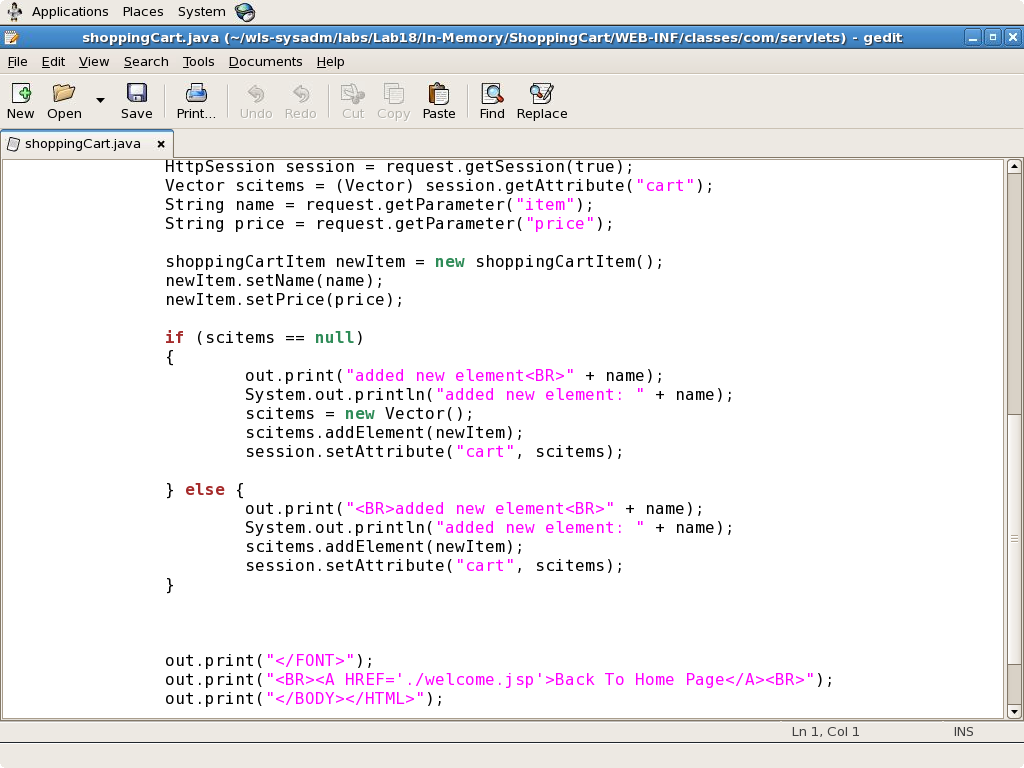 Applications Places System
shoppingCart.java (~/wls-sysadm/labs/Lab18/In-Memory/ShoppingCart/WEB-INF/classes/com/servlets) - gedit
File Edit View Search Tools Documents Help
New Open Save Print... Undo Redo Cut Copy Paste Find Replace
shoppingCart.java
HttpSession session = request.getSession(true);
Vector scitems = (Vector) session.getAttribute("cart");
String name = request.getParameter("item");
String price = request.getParameter("price");
shoppingCartItem newItem = new shoppingCartItem();
newItem.setName(name);
newItem.setPrice(price);
if (scitems == null)
{
out.print("added new element<BR>" + name);
System.out.println("added new element: " + name);
scitems = new Vector();
scitems.addElement(newItem);
session.setAttribute("cart", scitems);
} else {
out.print("<BR>added new element<BR>" + name);
System.out.println("added new element: " + name);
scitems.addElement(newItem);
session.setAttribute("cart", scitems);
}
out.print("</FONT>");
out.print("<BR><A HREF='./welcome.jsp'>Back To Home Page</A><BR>");
out.print("</BODY></HTML>");
Ln 1, Col 1 INS